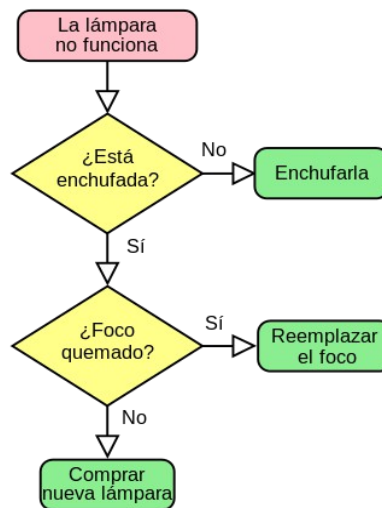 La lámpara
no funciona
¿Está
enchufada?
No
Enchufarla
Sí
¿Foco
quemado?
Sí
Reemplazar
el foco
No
Comprar
nueva lámpara